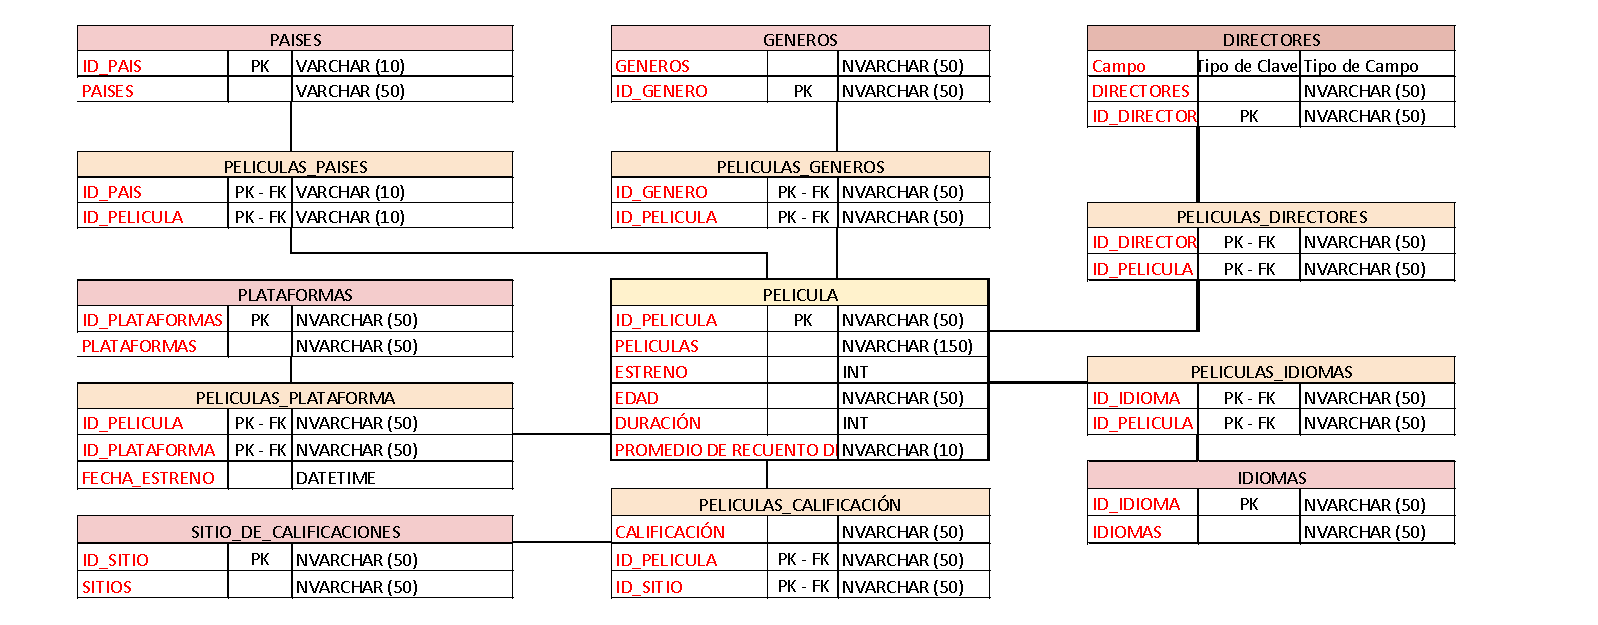 PAISES
ID_PAIS PK VARCHAR (10)
PAISES VARCHAR (50)
GENEROS
GENEROS NVARCHAR (50)
ID_GENERO PK NVARCHAR (50)
DIRECTORES
Campo Tipo de Clave Tipo de Campo
DIRECTORES NVARCHAR (50)
ID_DIRECTOR PK NVARCHAR (50)
PELICULAS_PAISES
ID_PAIS PK - FK VARCHAR (10)
ID_PELICULA PK - FK VARCHAR (10)
PELICULAS_GENEROS
ID_GENERO PK - FK NVARCHAR (50)
ID_PELICULA PK - FK NVARCHAR (50)
PELICULAS_DIRECTORES
ID_DIRECTOR PK - FK NVARCHAR (50)
ID_PELICULA PK - FK NVARCHAR (50)
PLATAFORMAS
ID_PLATAFORMAS PK NVARCHAR (50)
PLATAFORMAS NVARCHAR (50)
PELICULA
ID_PELICULA PK NVARCHAR (50)
PELICULAS NVARCHAR (150)
ESTRENO INT
EDAD NVARCHAR (50)
DURACIÓN INT
PROMEDIO DE RECUENTO DI NVARCHAR (10)
PELICULAS_IDIOMAS
ID_IDIOMA PK - FK NVARCHAR (50)
ID_PELICULA PK - FK NVARCHAR (50)
PELICULAS_PLATAFORMA
ID_PELICULA PK - FK NVARCHAR (50)
ID_PLATAFORMA PK - FK NVARCHAR (50)
FECHA_ESTRENO DATETIME
IDIOMAS
ID_IDIOMA PK NVARCHAR (50)
IDIOMAS NVARCHAR (50)
SITIO_DE_CALIFICACIONES
ID_SITIO PK NVARCHAR (50)
SITIOS NVARCHAR (50)
PELICULAS_CALIFICACIÓN
CALIFICACIÓN NVARCHAR (50)
ID_PELICULA PK - FK NVARCHAR (50)
ID_SITIO PK - FK NVARCHAR (50)